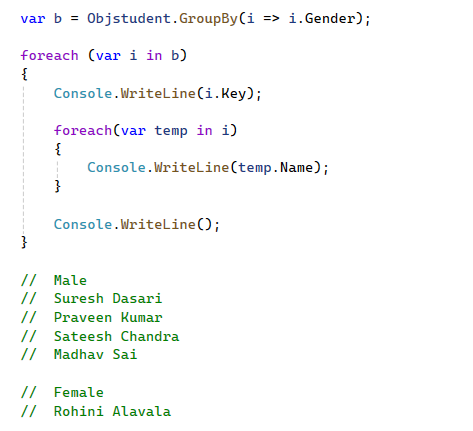 var b = Objstudent.GroupBy(i => i.Gender);
foreach (var i in b)
{
    Console.WriteLine(i.Key);
    foreach(var temp in i)
    {
        Console.WriteLine(temp.Name);
    }
    Console.WriteLine();
}
//  Male
//  Suresh Dasari
//  Praveen Kumar
//  Sateesh Chandra
//  Madhav Sai
//  Female
//  Rohini Alavala